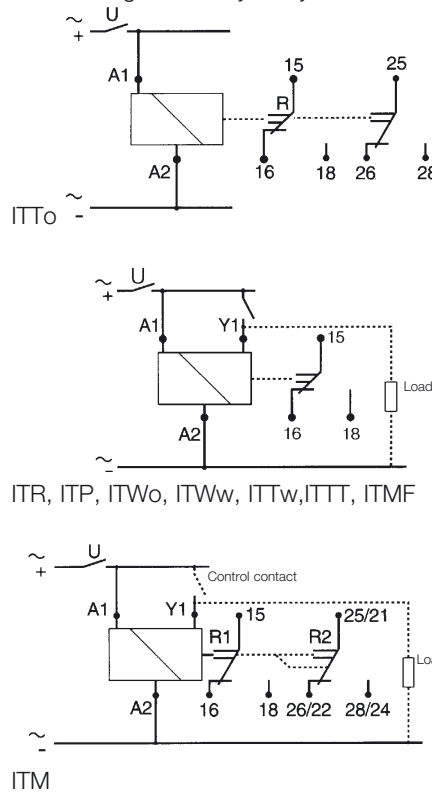 U
~
+
15
25
A1
R
A2
16
18
26
28
~
-
ITTo
~
+
U
A1
Y1
15
Load
A2
16
18
~
-
ITR, ITP, ITWo, ITWw, ITTw,ITTT, ITMF
~
+
U
Control contact
A1
Y1
15
25/21
R1
R2
A2
16
18
26/22
28/24
~
-
ITM